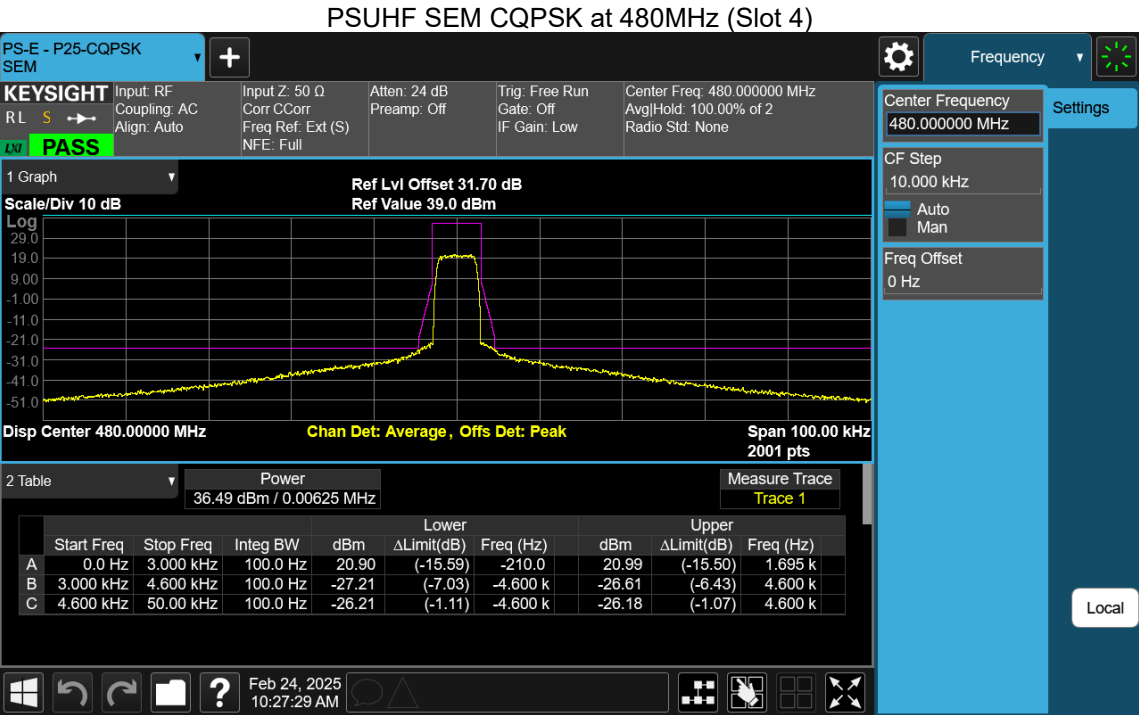 PSUHF SEM CQPSK at 480MHz (Slot 4)
PS-E - P25-CQPSK
SEM
+
Frequency
KEYSIGHT
R L S
LXI PASS
Input: RF
Coupling: AC
Align: Auto
Input Z: 50 Ω
Corr CCorr
Freq Ref: Ext (S)
NFE: Full
Atten: 24 dB
Preamp: Off
Trig: Free Run
Gate: Off
IF Gain: Low
Center Freq: 480.000000 MHz
Avg|Hold: 100.00% of 2
Radio Std: None
Center Frequency
480.000000 MHz
Settings
CF Step
10.000 kHz
Auto
Man
Freq Offset
0 Hz
1 Graph
Scale/Div 10 dB
Ref Lvl Offset 31.70 dB
Ref Value 39.0 dBm
Log
29.0
19.0
9.00
-1.00
-11.0
-21.0
-31.0
-41.0
-51.0
Disp Center 480.00000 MHz
Chan Det: Average, Offs Det: Peak
Span 100.00 kHz
2001 pts
2 Table
Power
36.49 dBm / 0.00625 MHz
Measure Trace
Trace 1
Lower Upper
Start Freq Stop Freq Integ BW dBm ΔLimit(dB) Freq (Hz) dBm ΔLimit(dB) Freq (Hz)
A 0.0 Hz 3.000 kHz 100.0 Hz 20.90 (-15.59) -210.0 20.99 (-15.50) 1.695 k
B 3.000 kHz 4.600 kHz 100.0 Hz -27.21 (-7.03) -4.600 k -26.61 (-6.43) 4.600 k
C 4.600 kHz 50.00 kHz 100.0 Hz -26.21 (-1.11) -4.600 k -26.18 (-1.07) 4.600 k
Local
?
Feb 24, 2025
10:27:29 AM